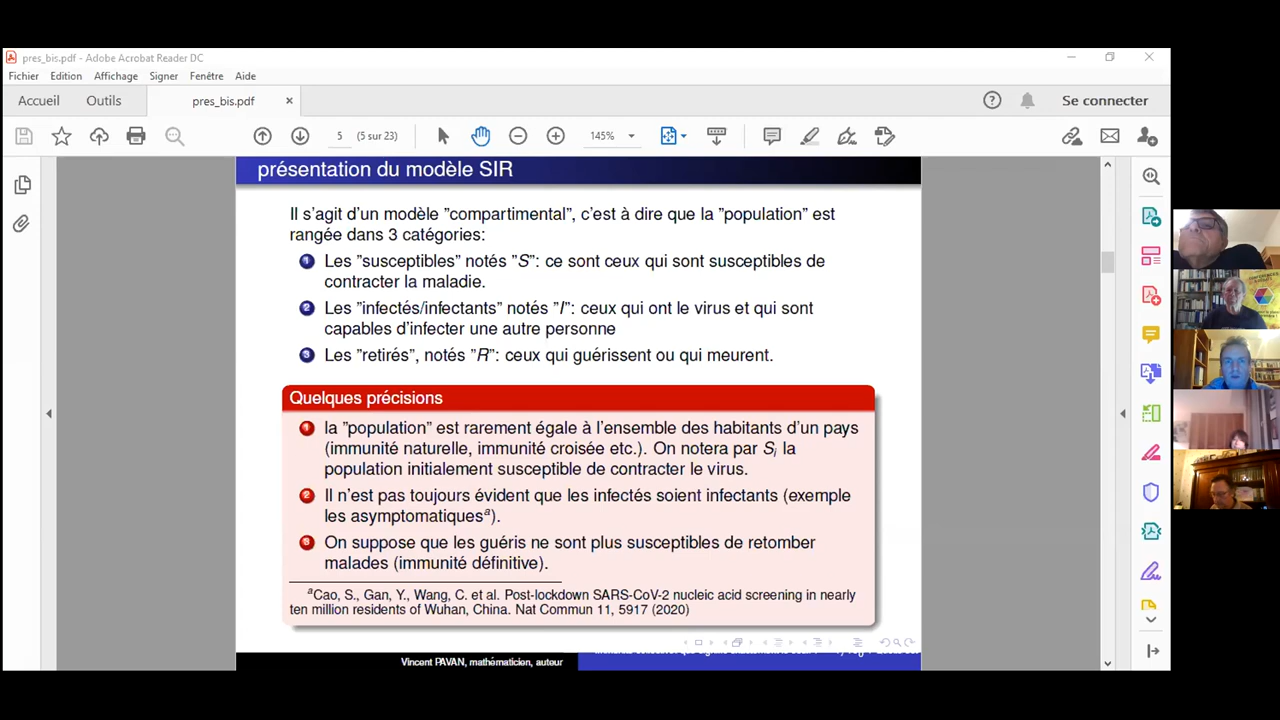 pres_bis.pdf - Adobe Acrobat Reader DC
Fichier Edition Affichage Signer Fenêtre Aide
Accueil Outils pres_bis.pdf × Se connecter
5 (5 sur 23) 145%
présentation du modèle SIR
Il s'agit d'un modèle "compartimental", c'est à dire que la "population" est
rangée dans 3 catégories:
1 Les "susceptibles" notés "S": ce sont ceux qui sont susceptibles de
contracter la maladie.
2 Les "infectés/infectants" notés "I": ceux qui ont le virus et qui sont
capables d'infecter une autre personne
3 Les "retirés", notés "R": ceux qui guérissent ou qui meurent.
Quelques précisions
1 la "population" est rarement égale à l'ensemble des habitants d'un pays
(immunité naturelle, immunité croisée etc.). On notera par Si la
population initialement susceptible de contracter le virus.
2 Il n'est pas toujours évident que les infectés soient infectants (exemple
les asymptomatiquesa).
3 On suppose que les guéris ne sont plus susceptibles de retomber
malades (immunité définitive).
aCao, S., Gan, Y., Wang, C. et al. Post-lockdown SARS-CoV-2 nucleic acid screening in nearly
ten million residents of Wuhan, China. Nat Commun 11, 5917 (2020)
Vincent PAVAN, mathématicien, auteur